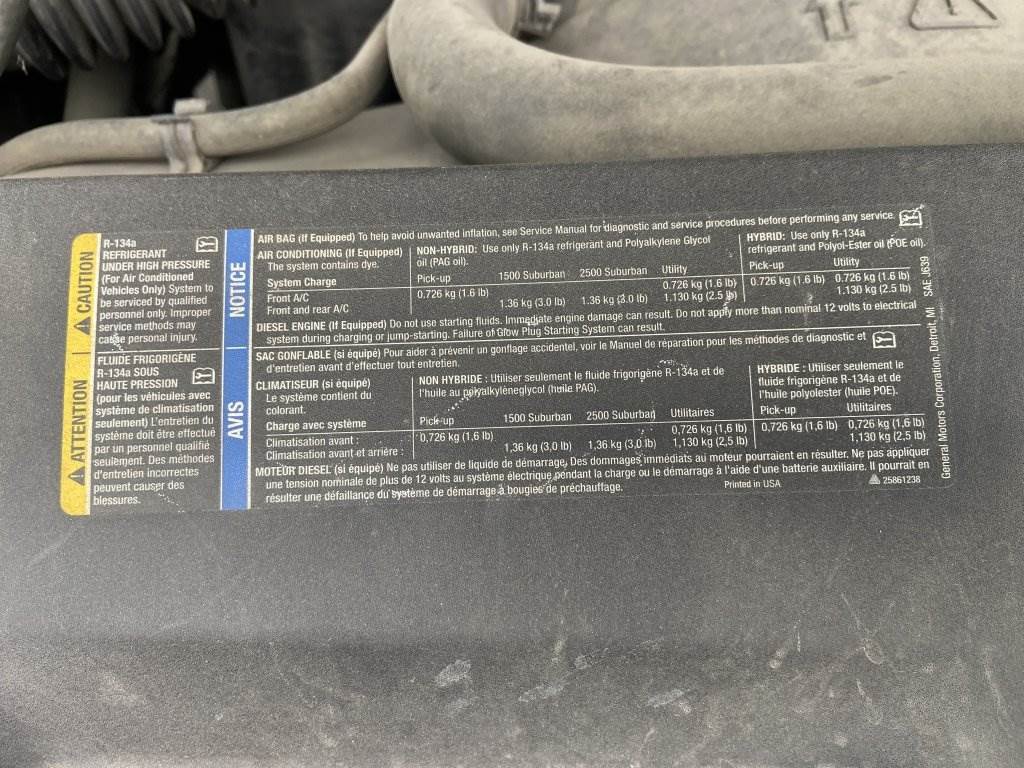 CAUTION
R-134a
REFRIGERANT
UNDER HIGH PRESSURE
(For Air Conditioned
Vehicles Only) System to
be serviced by qualified
personnel only. Improper
service methods may
cause personal injury.
NOTICE
AIR BAG (If Equipped) To help avoid unwanted inflation, see Service Manual for diagnostic and service procedures before performing any service.
AIR CONDITIONING (If Equipped)
The system contains dye.
NON-HYBRID: Use only R-134a refrigerant and Polyalkylene Glycol
oil (PAG oil).
HYBRID: Use only R-134a
refrigerant and Polyol-Ester oil (POE oil).
System Charge Pick-up 1500 Suburban 2500 Suburban Utility Pick-up Utility
Front A/C 0.726 kg (1.6 lb) 0.726 kg (1.6 lb) 0.726 kg (1.6 lb) 0.726 kg (1.6 lb)
Front and rear A/C 1.36 kg (3.0 lb) 1.36 kg (3.0 lb) 1.130 kg (2.5 lb) 1.130 kg (2.5 lb)
DIESEL ENGINE (If Equipped) Do not use starting fluids. Immediate engine damage can result. Do not apply more than nominal 12 volts to electrical
system during charging or jump-starting. Failure of Glow Plug Starting System can result.
ATTENTION
FLUIDE FRIGORIGÈNE
R-134a SOUS
HAUTE PRESSION
(pour les véhicules avec
système de climatisation
seulement) L'entretien du
système doit être effectué
par un personnel qualifié
seulement. Des méthodes
d'entretien incorrectes
peuvent causer des
blessures.
AVIS
SAC GONFLABLE (si équipé) Pour aider à prévenir un gonflage accidentel, voir le Manuel de réparation pour les méthodes de diagnostic et
d'entretien avant d'effectuer tout entretien.
CLIMATISEUR (si équipé)
Le système contient du
colorant.
NON HYBRIDE : Utiliser seulement le fluide frigorigène R-134a et de
l'huile au polyalkylèneglycol (huile PAG).
HYBRIDE : Utiliser seulement le
fluide frigorigène R-134a et de
l'huile polyolester (huile POE).
Charge avec système Pick-up 1500 Suburban 2500 Suburban Utilitaires Pick-up Utilitaires
Climatisation avant : 0,726 kg (1,6 lb) 0,726 kg (1,6 lb) 0,726 kg (1,6 lb) 0,726 kg (1,6 lb)
Climatisation avant et arrière : 1,36 kg (3,0 lb) 1,36 kg (3,0 lb) 1,130 kg (2,5 lb) 1,130 kg (2,5 lb)
MOTEUR DIESEL (si équipé) Ne pas utiliser de liquide de démarrage, Des dommages immédiats au moteur pourraient en résulter. Ne pas appliquer
une tension nominale de plus de 12 volts au système électrique pendant la charge ou le démarrage à l'aide d'une batterie auxiliaire. Il pourrait en
résulter une défaillance du système de démarrage à bougies de préchauffage.
Printed in USA
25861238
General Motors Corporation, Detroit, MI SAE J639